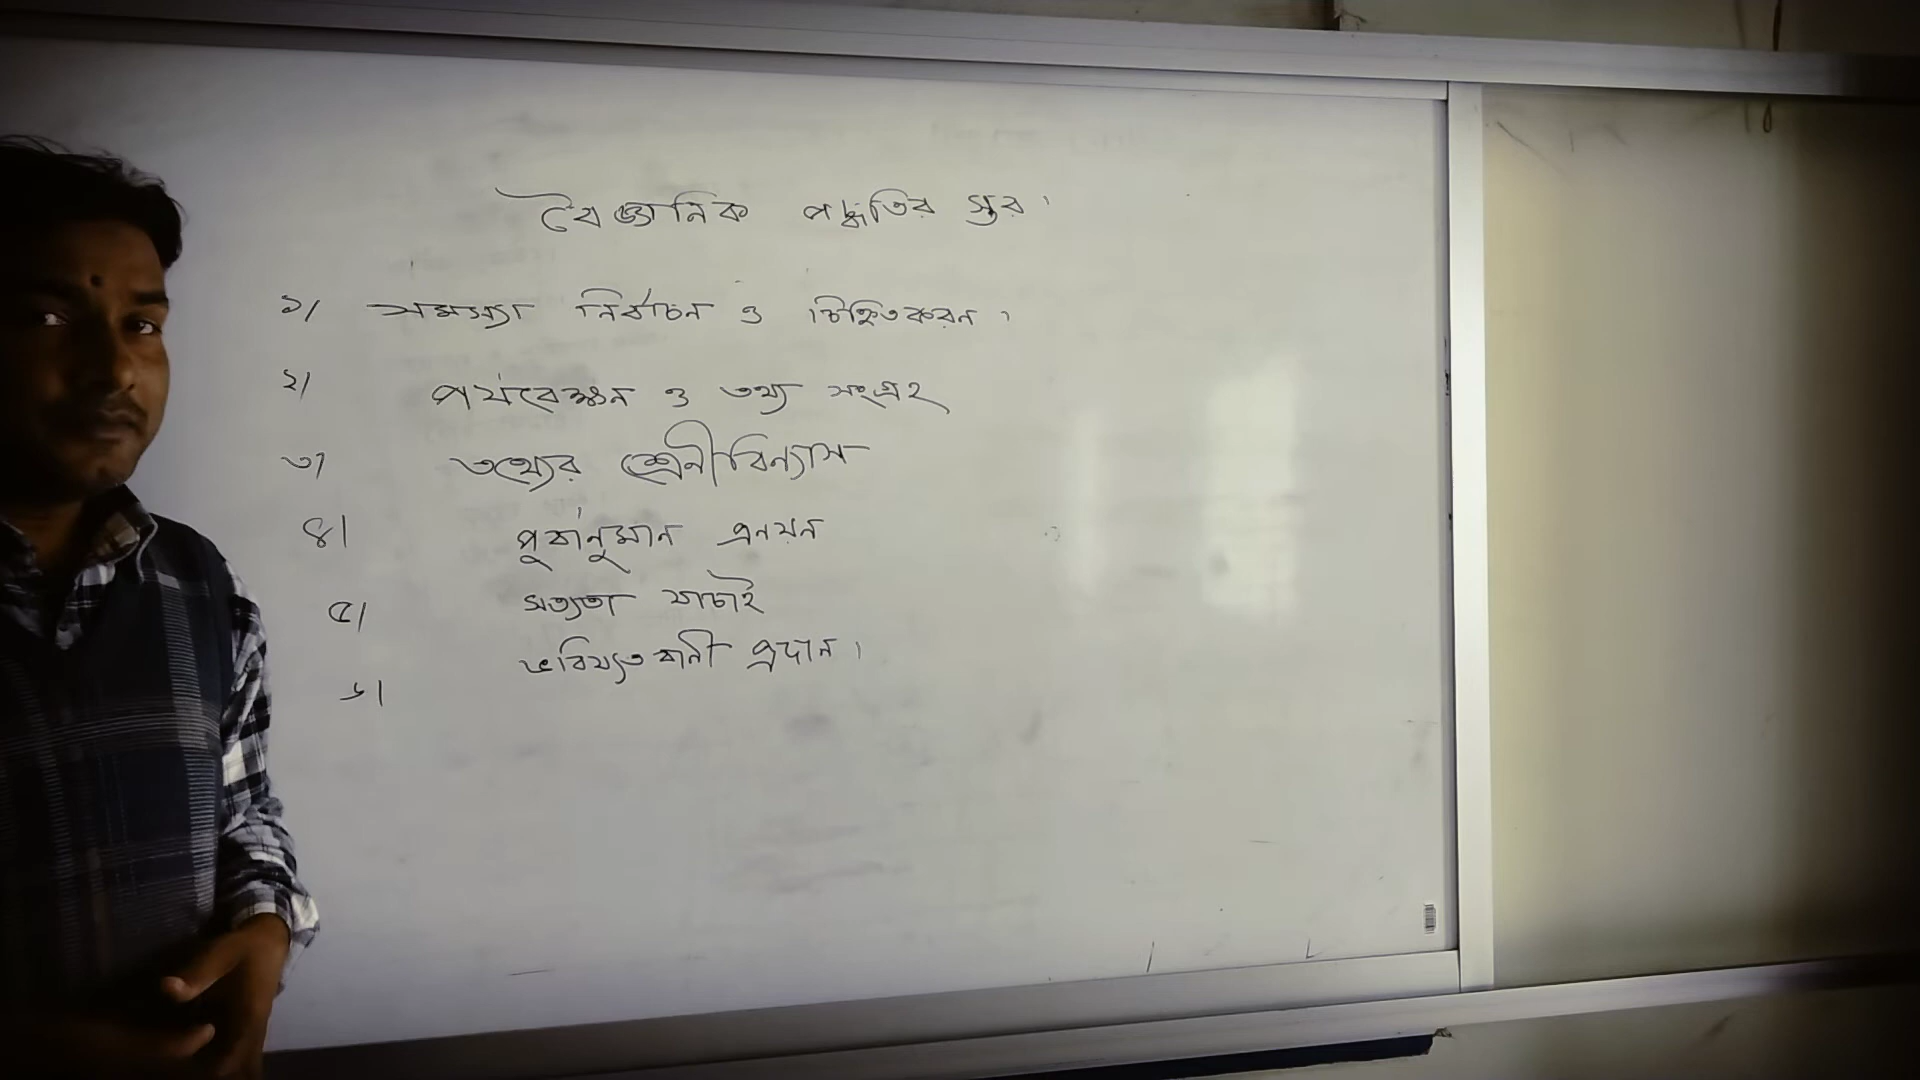 বৈজ্ঞানিক পদ্ধতির স্তর।
১/ সমস্যা নির্বাচন ও চিহ্নিতকরন।
২/ পর্যবেক্ষন ও তথ্য সংগ্রহ
৩/ তথ্যের শ্রেনীবিন্যাস
৪/ পূর্বানুমান প্রনয়ন
৫/ সত্যতা যাচাই
৬/ ভবিষ্যত বানী প্রদান।